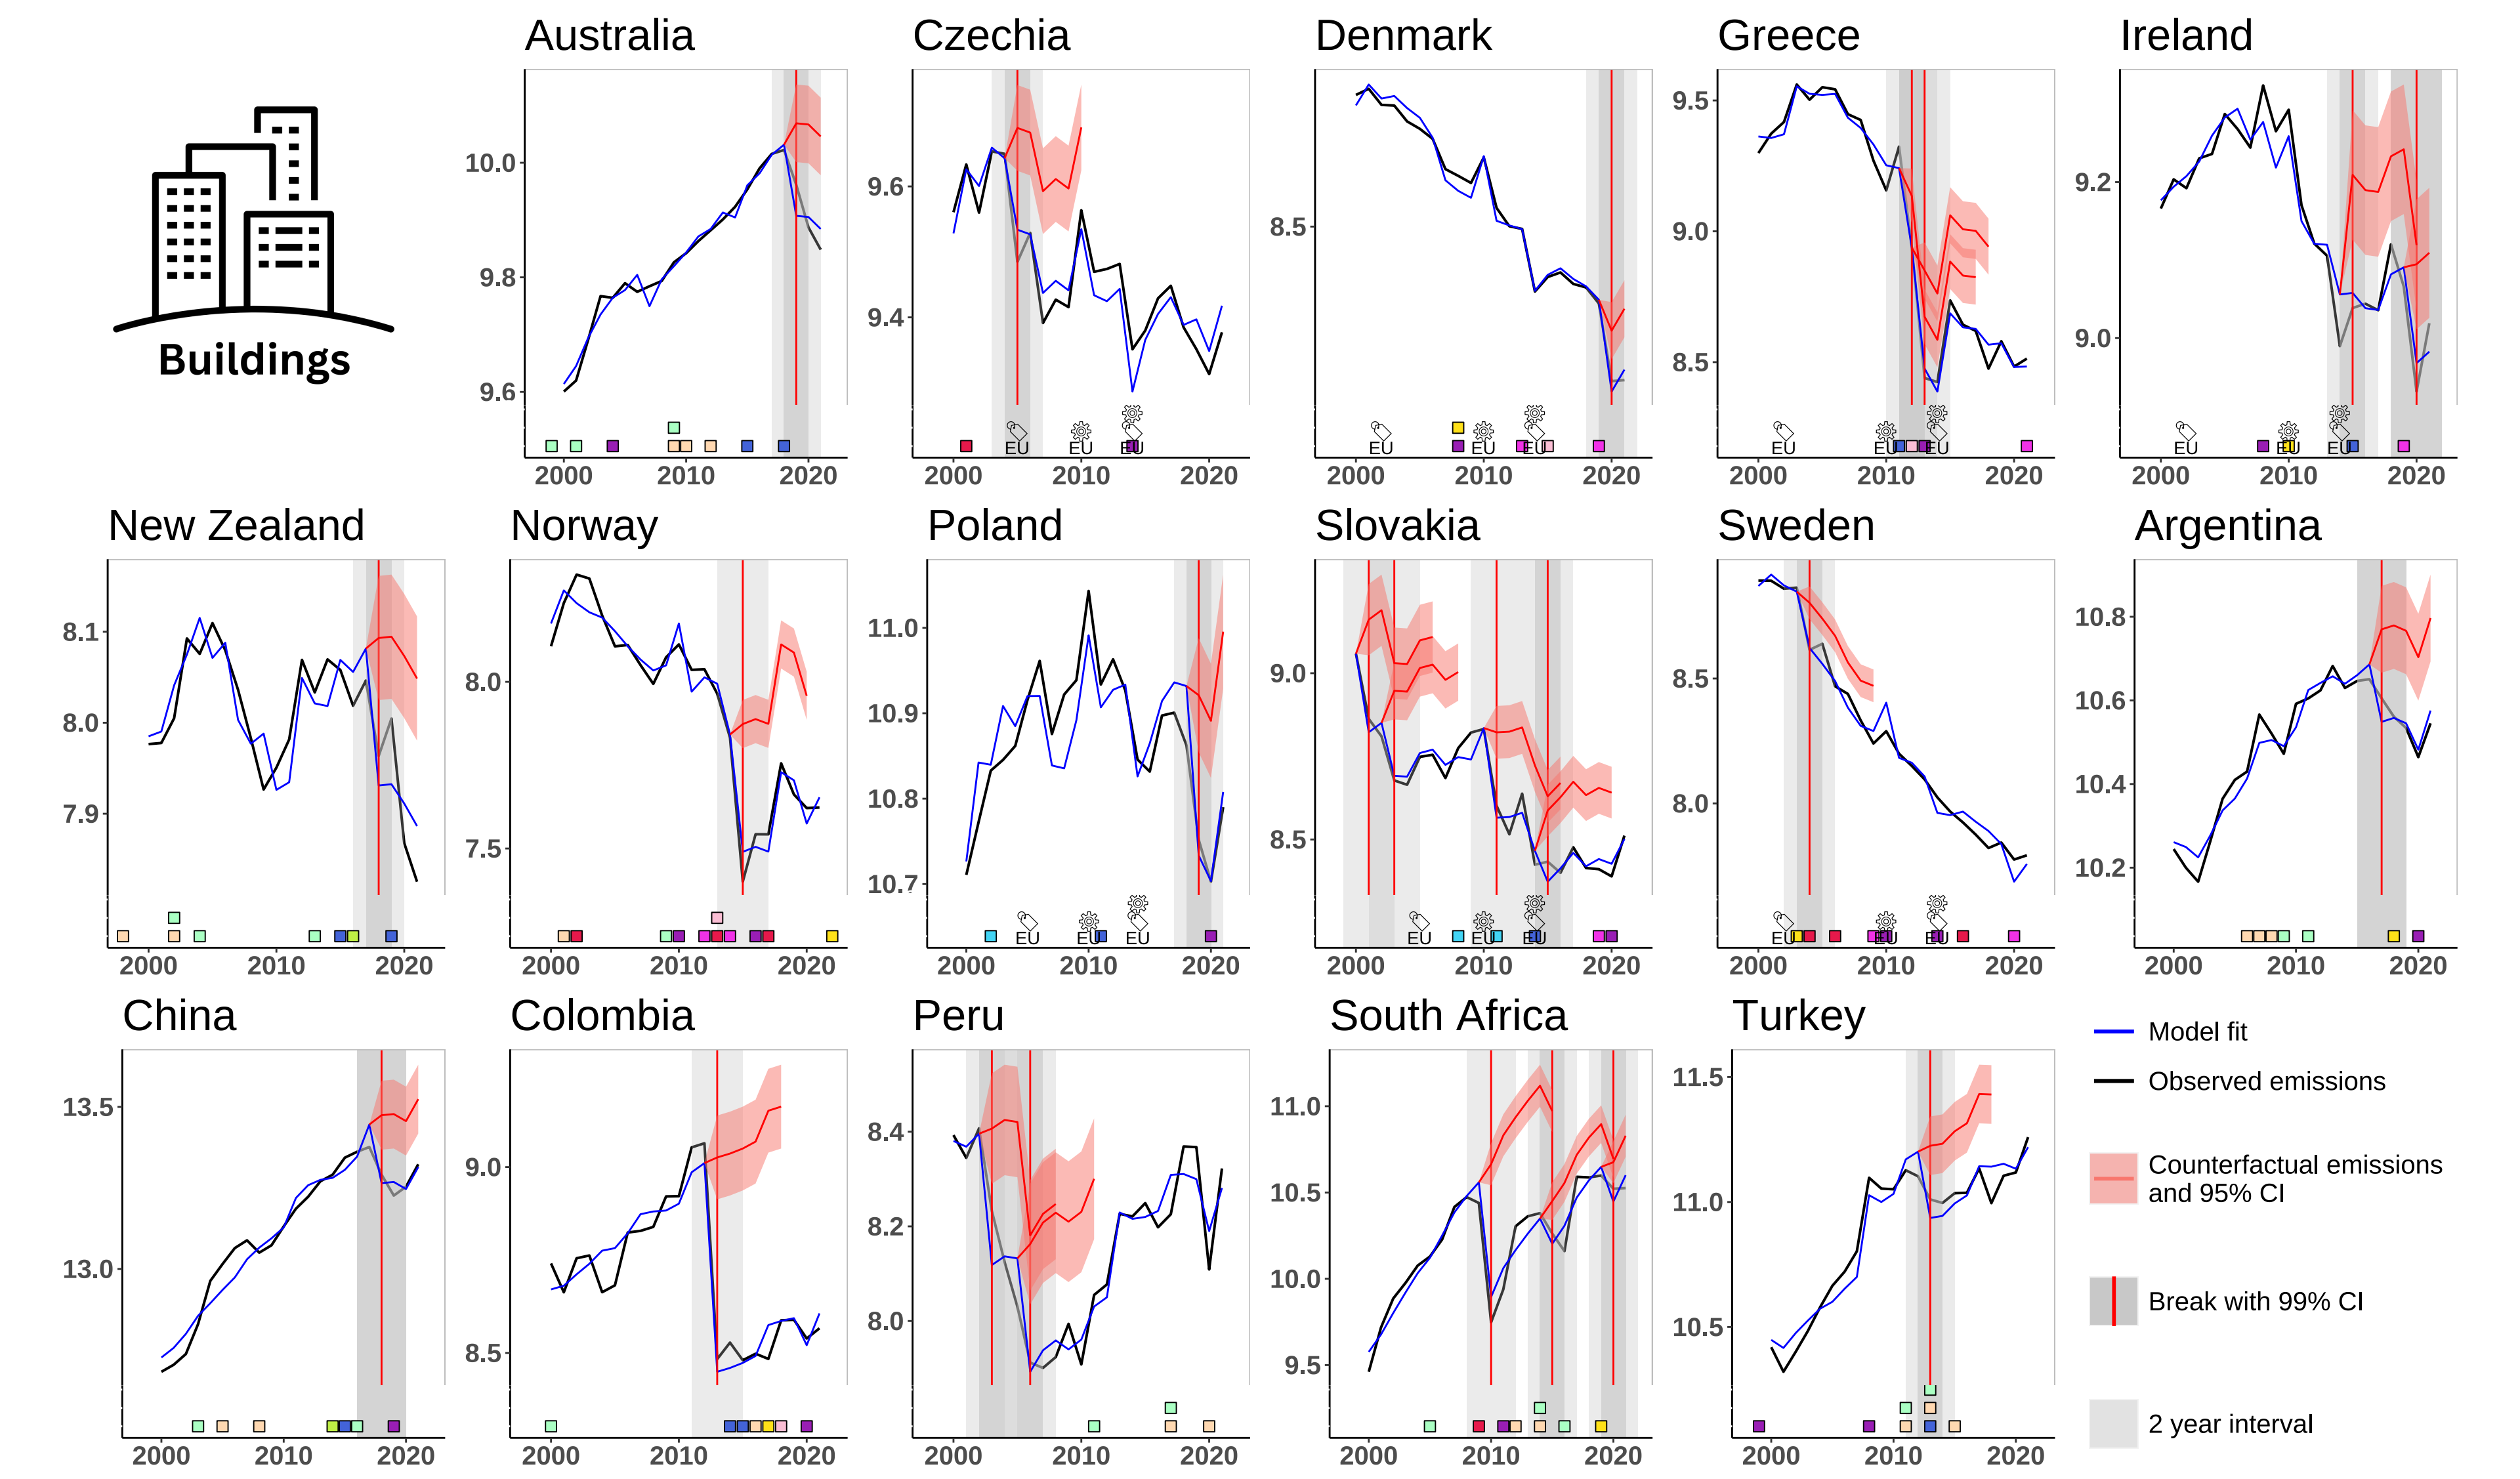 Buildings
Australia
10.0
9.8
9.6
2000 2010 2020
Czechia
9.6
9.4
EU EU EU
2000 2010 2020
Denmark
8.5
EU EU EU
2000 2010 2020
Greece
9.5
9.0
8.5
EU EU EU
2000 2010 2020
Ireland
9.2
9.0
EU EU EU
2000 2010 2020
New Zealand
8.1
8.0
7.9
2000 2010 2020
Norway
8.0
7.5
2000 2010 2020
Poland
11.0
10.9
10.8
10.7
EU EU EU
2000 2010 2020
Slovakia
9.0
8.5
EU EU EU
2000 2010 2020
Sweden
8.5
8.0
EU EU EU
2000 2010 2020
Argentina
10.8
10.6
10.4
10.2
2000 2010 2020
China
13.5
13.0
2000 2010 2020
Colombia
9.0
8.5
2000 2010 2020
Peru
8.4
8.2
8.0
2000 2010 2020
South Africa
11.0
10.5
10.0
9.5
2000 2010 2020
Turkey
11.5
11.0
10.5
2000 2010 2020
Model fit
Observed emissions
Counterfactual emissions
and 95% CI
Break with 99% CI
2 year interval